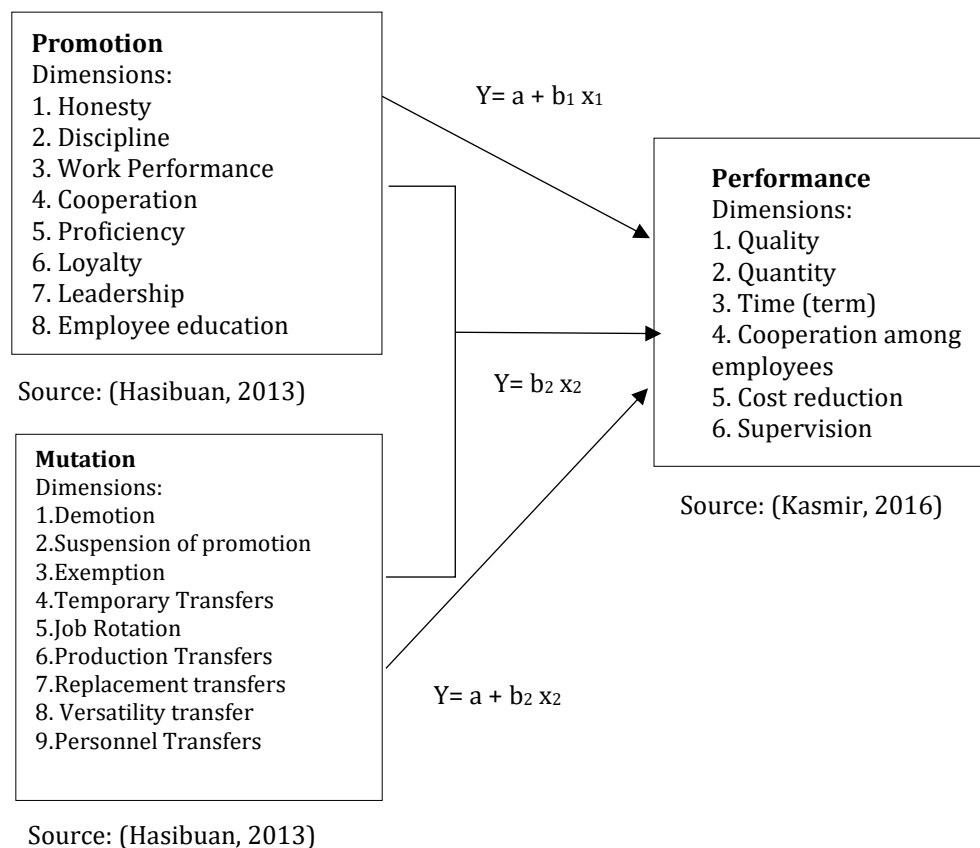 Promotion
Dimensions:
1. Honesty
2. Discipline
3. Work Performance
4. Cooperation
5. Proficiency
6. Loyalty
7. Leadership
8. Employee education
Source: (Hasibuan, 2013)
Y= a + b₁ x₁
Y= b₂ x₂
Y= a + b₂ x₂
Performance
Dimensions:
1. Quality
2. Quantity
3. Time (term)
4. Cooperation among
employees
5. Cost reduction
6. Supervision
Source: (Kasmir, 2016)
Mutation
Dimensions:
1.Demotion
2.Suspension of promotion
3.Exemption
4.Temporary Transfers
5.Job Rotation
6.Production Transfers
7.Replacement transfers
8. Versatility transfer
9.Personnel Transfers
Source: (Hasibuan, 2013)